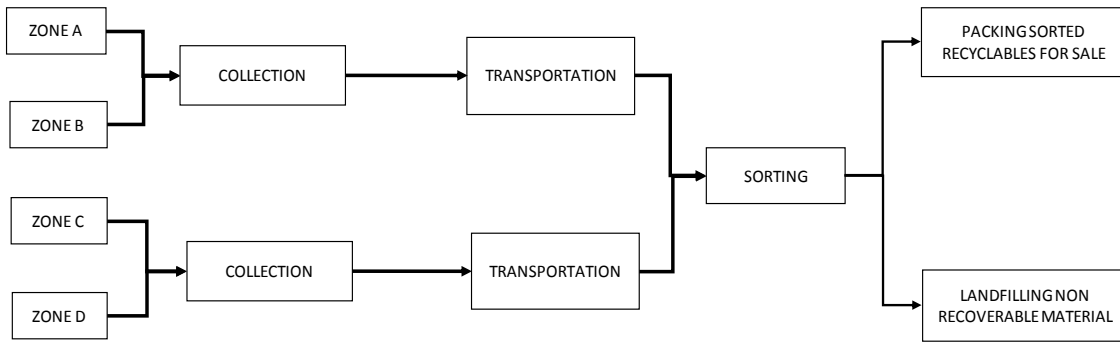 ZONE A
ZONE B
COLLECTION
TRANSPORTATION
ZONE C
ZONE D
COLLECTION
TRANSPORTATION
SORTING
PACKING SORTED
RECYCLABLES FOR SALE
LANDFILLING NON
RECOVERABLE MATERIAL